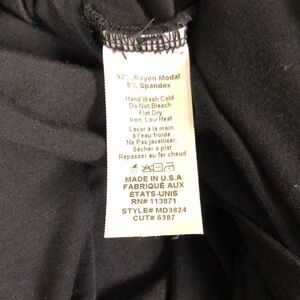 92% Rayon Modal
8% Spandex
Hand Wash Cold
Do Not Bleach
Flat Dry
Iron. Low Heat
Lavar à la main
à l'eau froide
Ne Pas javelliser.
Sécher à plat
Repasser au fer chaud
MADE IN U.S.A
FABRIQUÉ AUX
ÉTATS-UNIS
RN# 113871
STYLE# MD3824
CUT# 6387